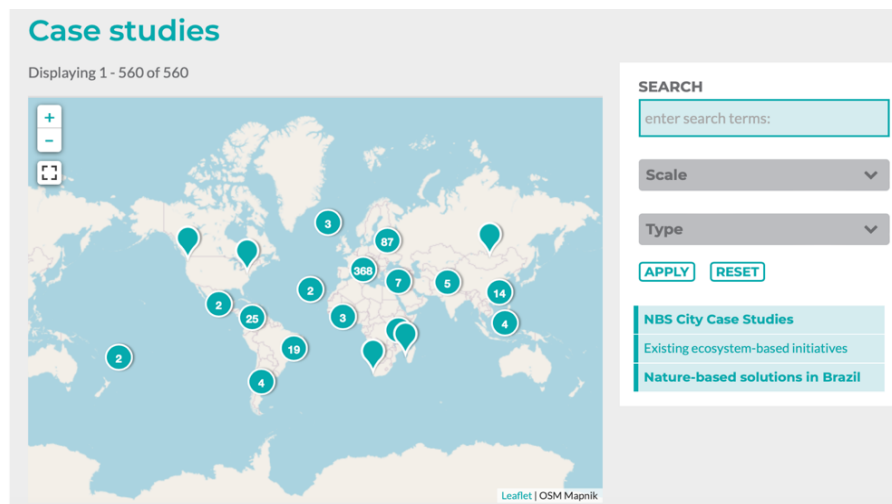 Case studies
Displaying 1 - 560 of 560
+
−
3
87
368
7
5
14
2
2
25
3
4
2
19
4
Leaflet | OSM Mapnik
SEARCH
enter search terms:
Scale
Type
APPLY RESET
NBS City Case Studies
Existing ecosystem-based initiatives
Nature-based solutions in Brazil